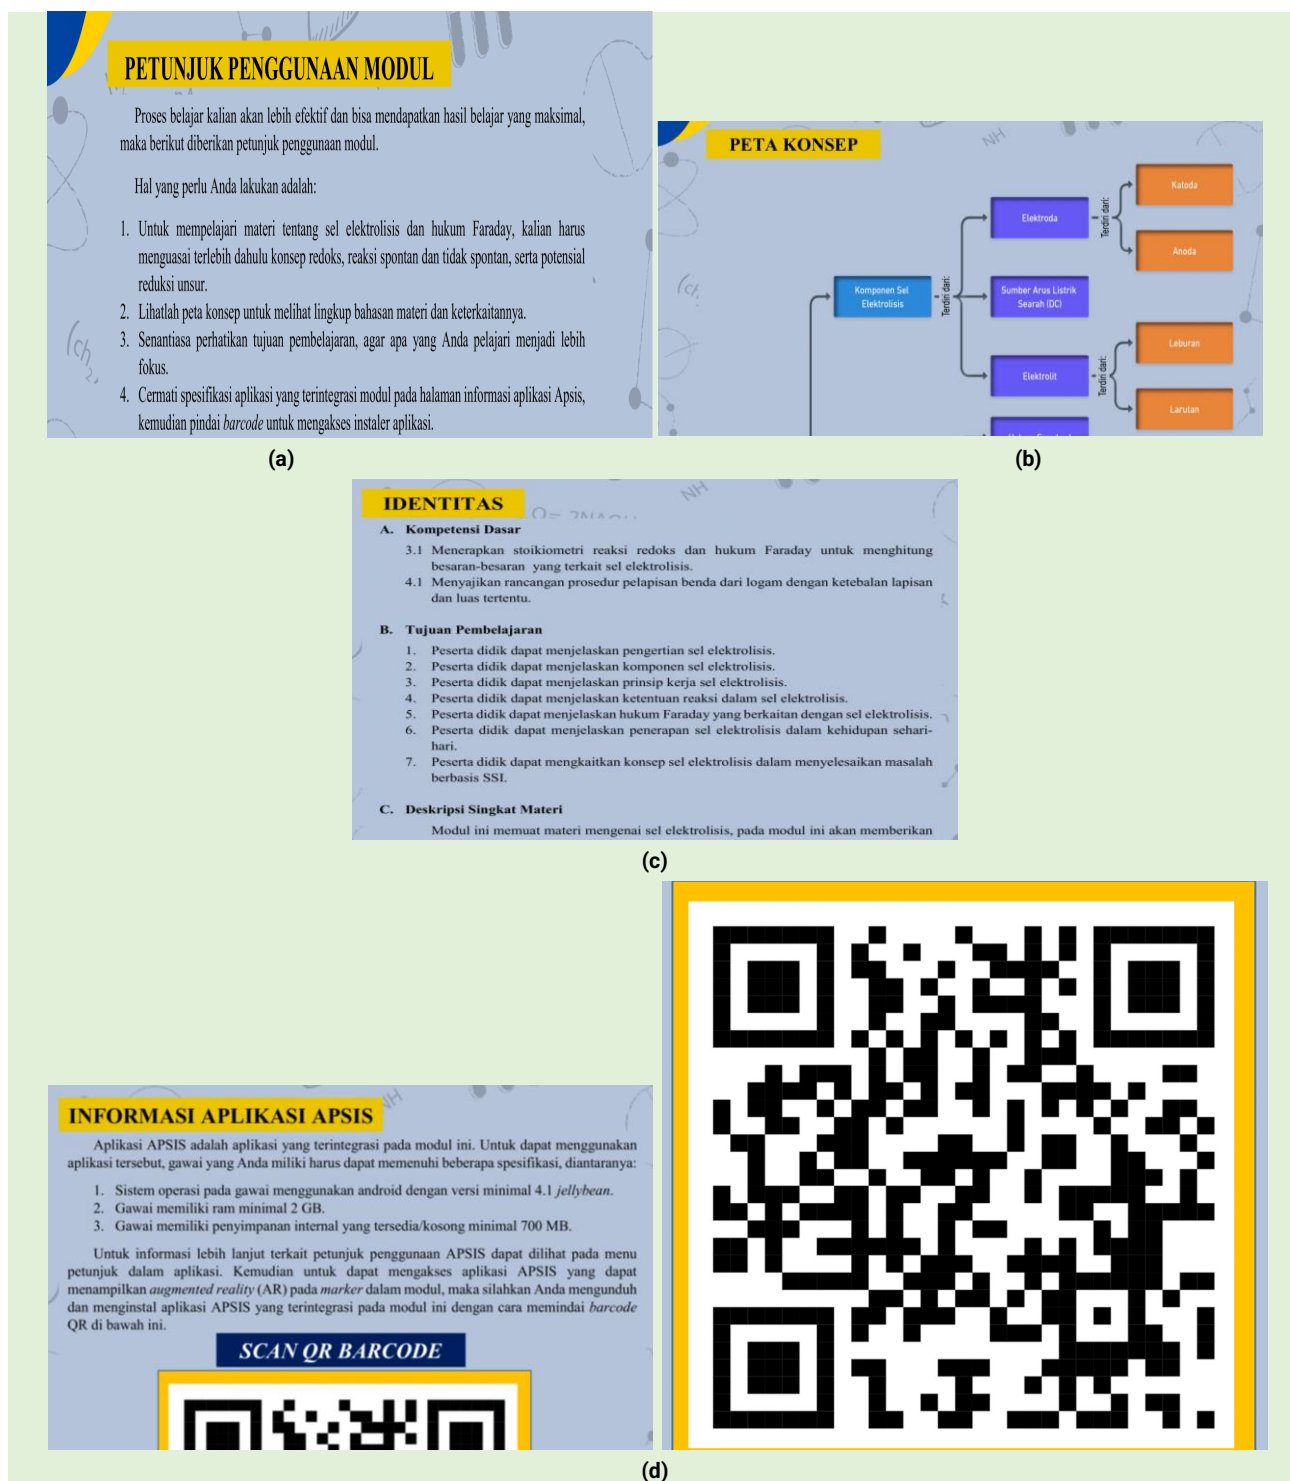 PETUNJUK PENGGUNAAN MODUL
Proses belajar kalian akan lebih efektif dan bisa mendapatkan hasil belajar yang maksimal,
maka berikut diberikan petunjuk penggunaan modul.
Hal yang perlu Anda lakukan adalah:
1. Untuk mempelajari materi tentang sel elektrolisis dan hukum Faraday, kalian harus
menguasai terlebih dahulu konsep redoks, reaksi spontan dan tidak spontan, serta potensial
reduksi unsur.
2. Lihatlah peta konsep untuk melihat lingkup bahasan materi dan keterkaitannya.
3. Senantiasa perhatikan tujuan pembelajaran, agar apa yang Anda pelajari menjadi lebih
fokus.
4. Cermati spesifikasi aplikasi yang terintegrasi modul pada halaman informasi aplikasi Apsis,
kemudian pindai barcode untuk mengakses instaler aplikasi.
(a)
PETA KONSEP
NH
Katoda
Elektroda
Terdiri dari:
Anoda
Komponen Sel
Elektrolisis
Terdiri dari:
Sumber Arus Listrik
Searah (DC)
Leburan
Elektrolit
Terdiri dari:
Larutan
(b)
IDENTITAS
NH
A. Kompetensi Dasar
3.1 Menerapkan stoikiometri reaksi redoks dan hukum Faraday untuk menghitung
besaran-besaran yang terkait sel elektrolisis.
4.1 Menyajikan rancangan prosedur pelapisan benda dari logam dengan ketebalan lapisan
dan luas tertentu.
B. Tujuan Pembelajaran
1. Peserta didik dapat menjelaskan pengertian sel elektrolisis.
2. Peserta didik dapat menjelaskan komponen sel elektrolisis.
3. Peserta didik dapat menjelaskan prinsip kerja sel elektrolisis.
4. Peserta didik dapat menjelaskan ketentuan reaksi dalam sel elektrolisis.
5. Peserta didik dapat menjelaskan hukum Faraday yang berkaitan dengan sel elektrolisis.
6. Peserta didik dapat menjelaskan penerapan sel elektrolisis dalam kehidupan sehari-
hari.
7. Peserta didik dapat mengkaitkan konsep sel elektrolisis dalam menyelesaikan masalah
berbasis SSI.
C. Deskripsi Singkat Materi
Modul ini memuat materi mengenai sel elektrolisis, pada modul ini akan memberikan
(c)
INFORMASI APLIKASI APSIS
NH
Aplikasi APSIS adalah aplikasi yang terintegrasi pada modul ini. Untuk dapat menggunakan
aplikasi tersebut, gawai yang Anda miliki harus dapat memenuhi beberapa spesifikasi, diantaranya:
1. Sistem operasi pada gawai menggunakan android dengan versi minimal 4.1 jellybean.
2. Gawai memiliki ram minimal 2 GB.
3. Gawai memiliki penyimpanan internal yang tersedia/kosong minimal 700 MB.
Untuk informasi lebih lanjut terkait petunjuk penggunaan APSIS dapat dilihat pada menu
petunjuk dalam aplikasi. Kemudian untuk dapat mengakses aplikasi APSIS yang dapat
menampilkan augmented reality (AR) pada marker dalam modul, maka silahkan Anda mengunduh
dan menginstal aplikasi APSIS yang terintegrasi pada modul ini dengan cara memindai barcode
QR di bawah ini.
SCAN QR BARCODE
(d)